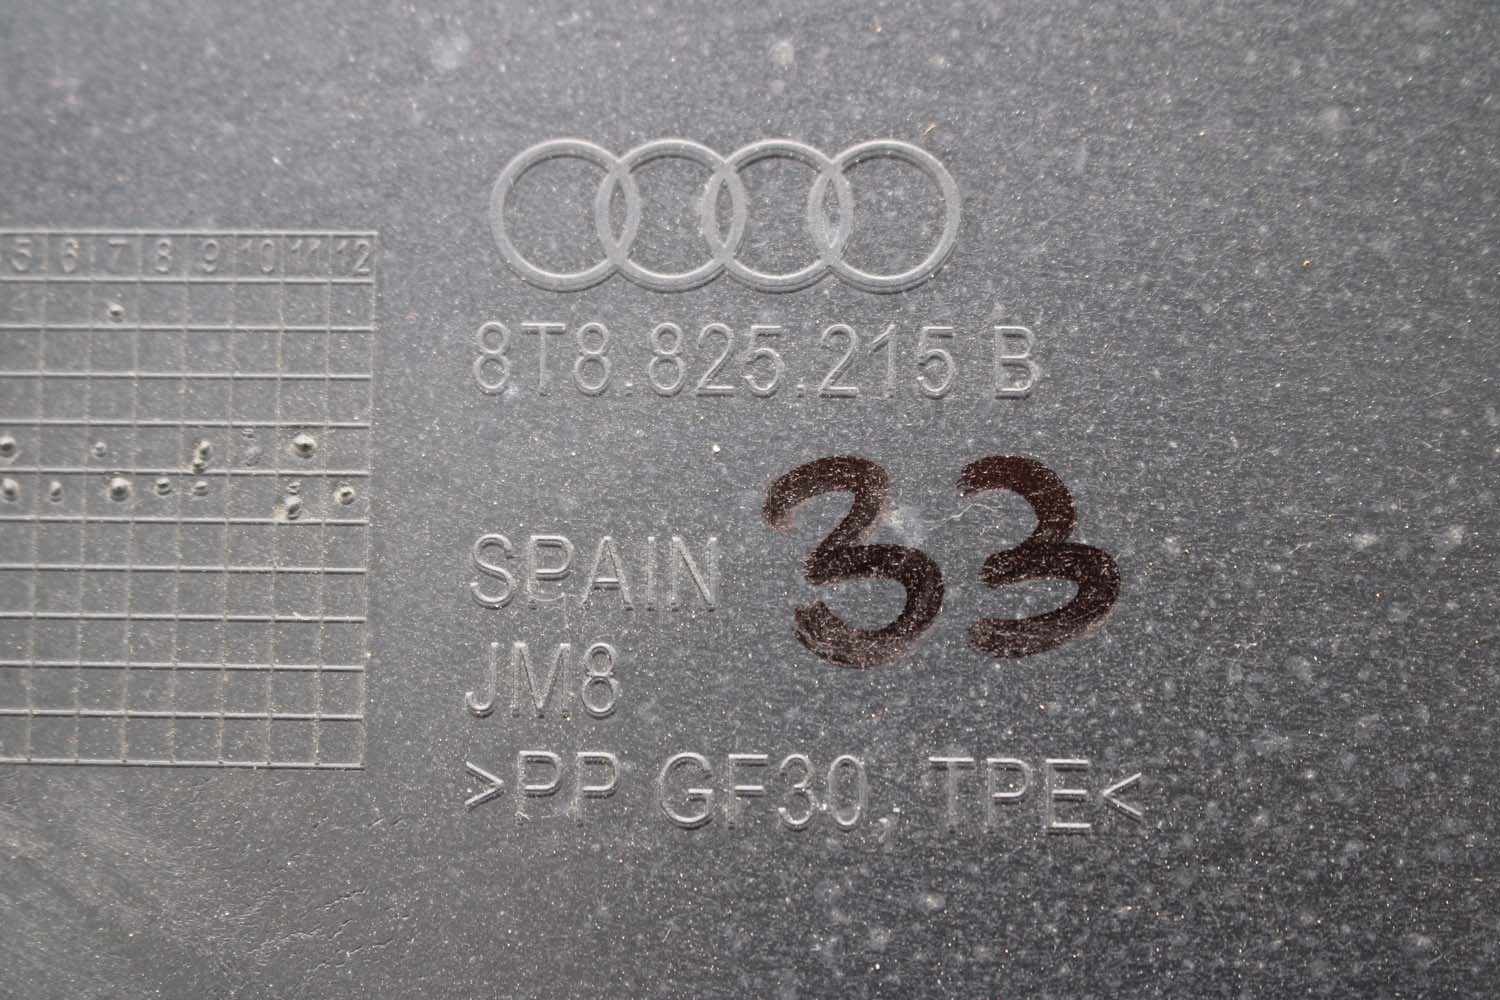 5 6 7 8 9 10 11 12
8T8.825.215 B
33
SPAIN
JM8
>PP GF30, TPE<